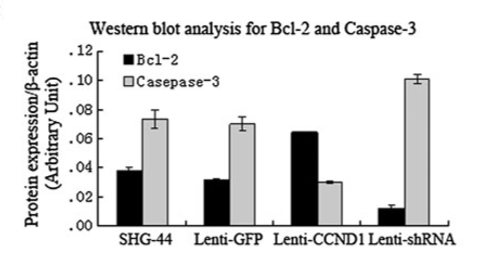 Western blot analysis for Bcl-2 and Caspase-3
Protein expression/β-actin
(Arbitrary Unit)
.12
.10
.08
.06
.04
.02
.00
Bcl-2
Casepase-3
SHG-44 Lenti-GFP Lenti-CCND1 Lenti-shRNA